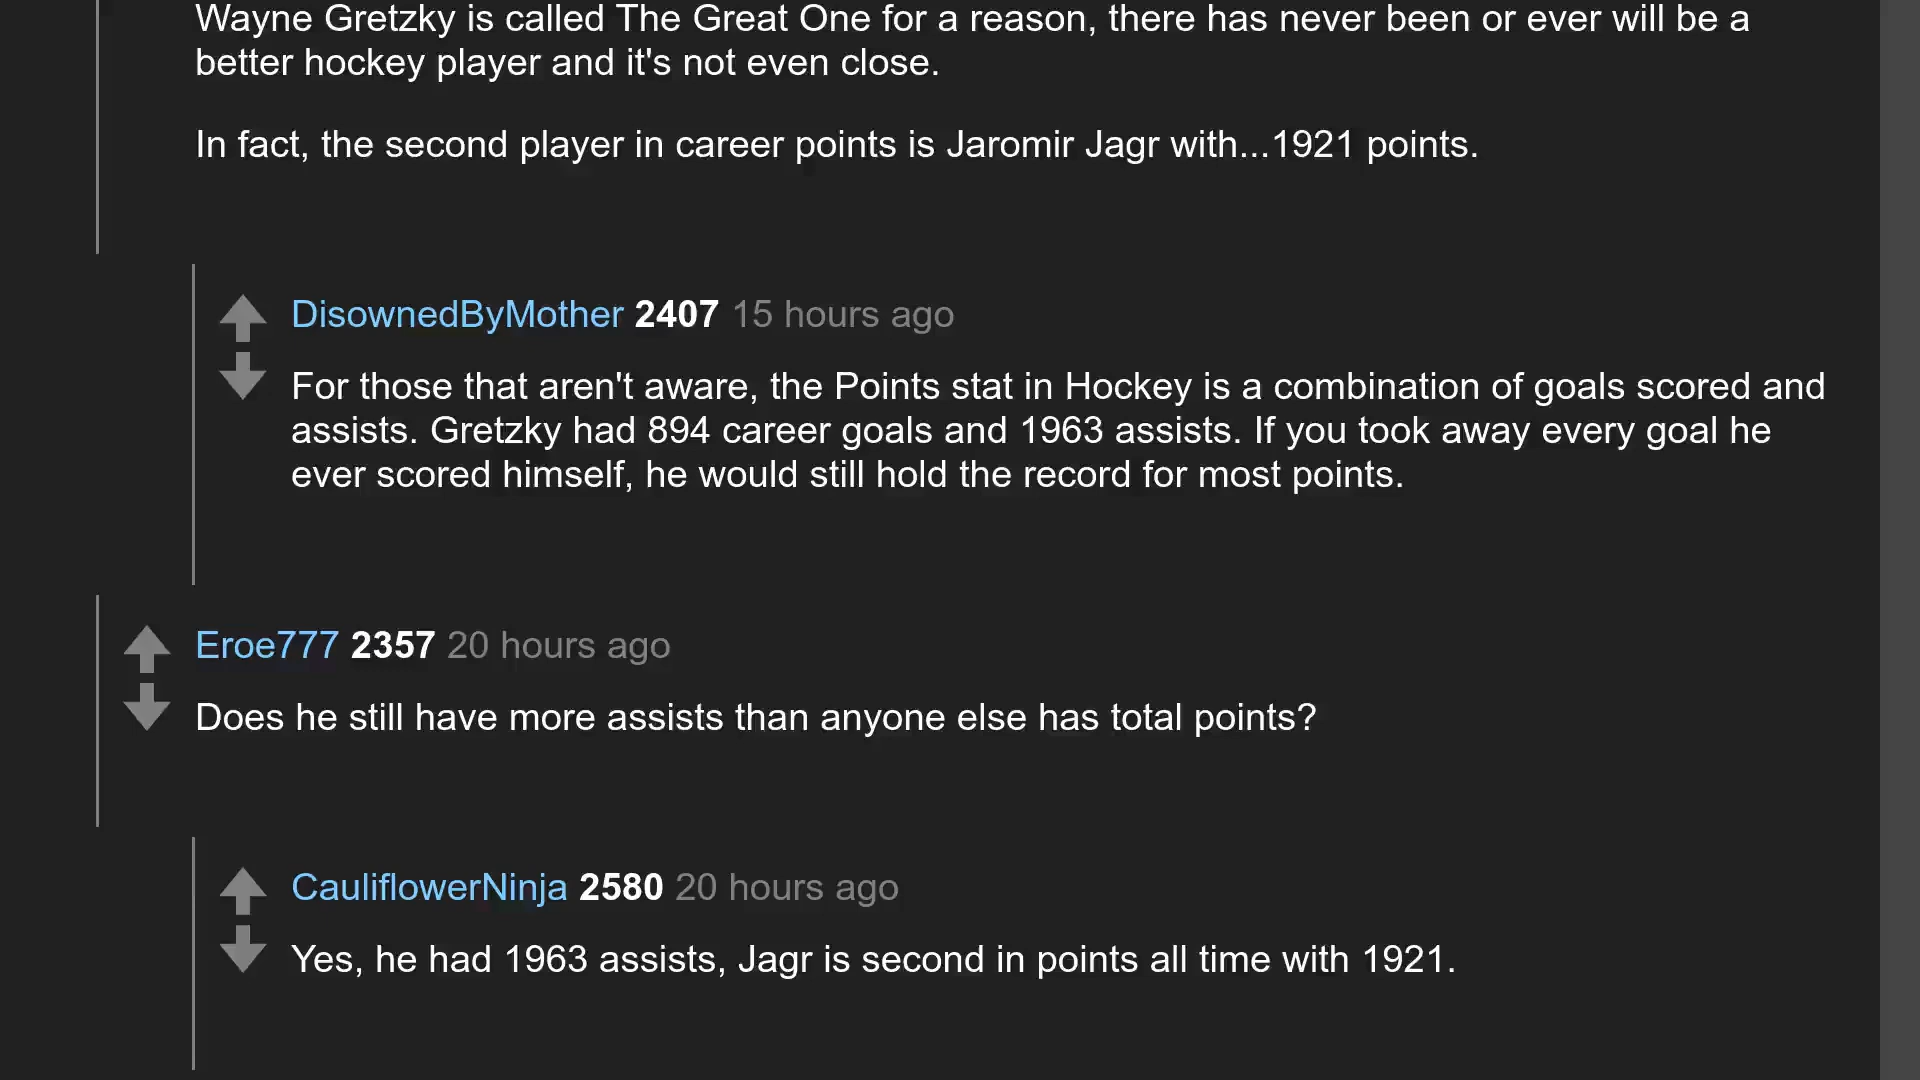 Wayne Gretzky is called The Great One for a reason, there has never been or ever will be a
better hockey player and it's not even close.
In fact, the second player in career points is Jaromir Jagr with...1921 points.
DisownedByMother 2407 15 hours ago
For those that aren't aware, the Points stat in Hockey is a combination of goals scored and
assists. Gretzky had 894 career goals and 1963 assists. If you took away every goal he
ever scored himself, he would still hold the record for most points.
Eroe777 2357 20 hours ago
Does he still have more assists than anyone else has total points?
CauliflowerNinja 2580 20 hours ago
Yes, he had 1963 assists, Jagr is second in points all time with 1921.